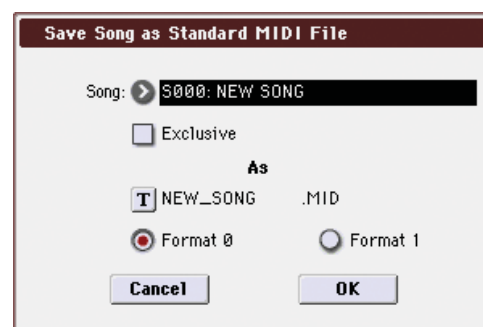 Save Song as Standard MIDI File
Song: S000: NEW SONG
Exclusive
As
T NEW_SONG .MID
Format 0 Format 1
Cancel OK